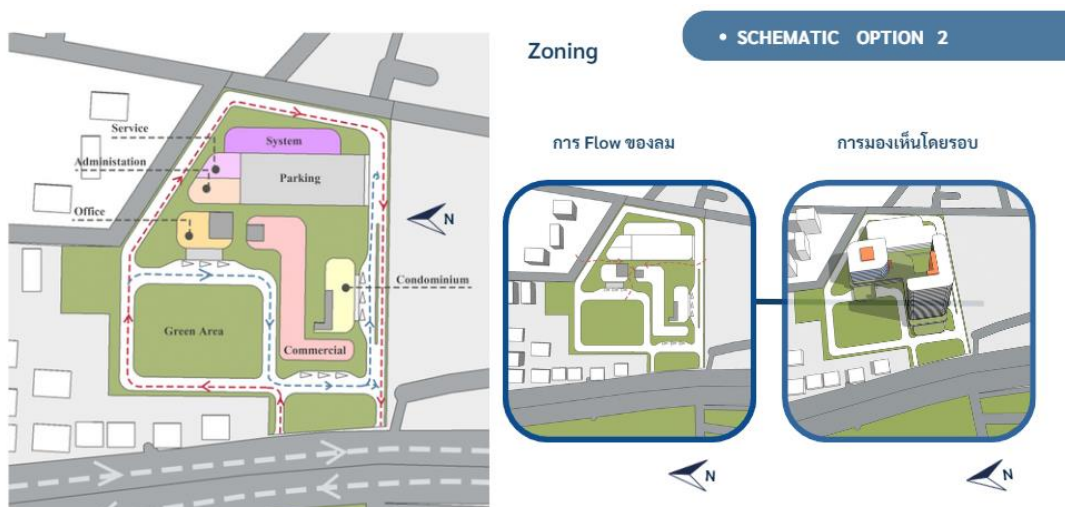 • SCHEMATIC OPTION 2
Zoning
Service
System
Administation
Parking
Office
N
Condominium
Green Area
Commercial
การ Flow ของลม
การมองเห็นโดยรอบ
N
N